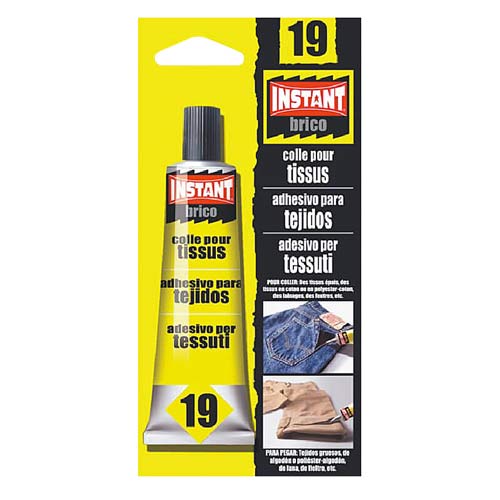 19
INSTANT
brico
colle pour
tissus
adhesivo para
tejidos
adesivo per
tessuti
POUR COLLER: Des tissus épais, des
tissus en coton ou en polyester-coton,
des lainages, des feutres, etc.
PARA PEGAR: Tejidos gruesos, de
algodón o poliéster-algodón,
de lana, de fieltro, etc.
INSTANT
brico
colle pour
tissus
adhesivo para
tejidos
adesivo per
tessuti
19